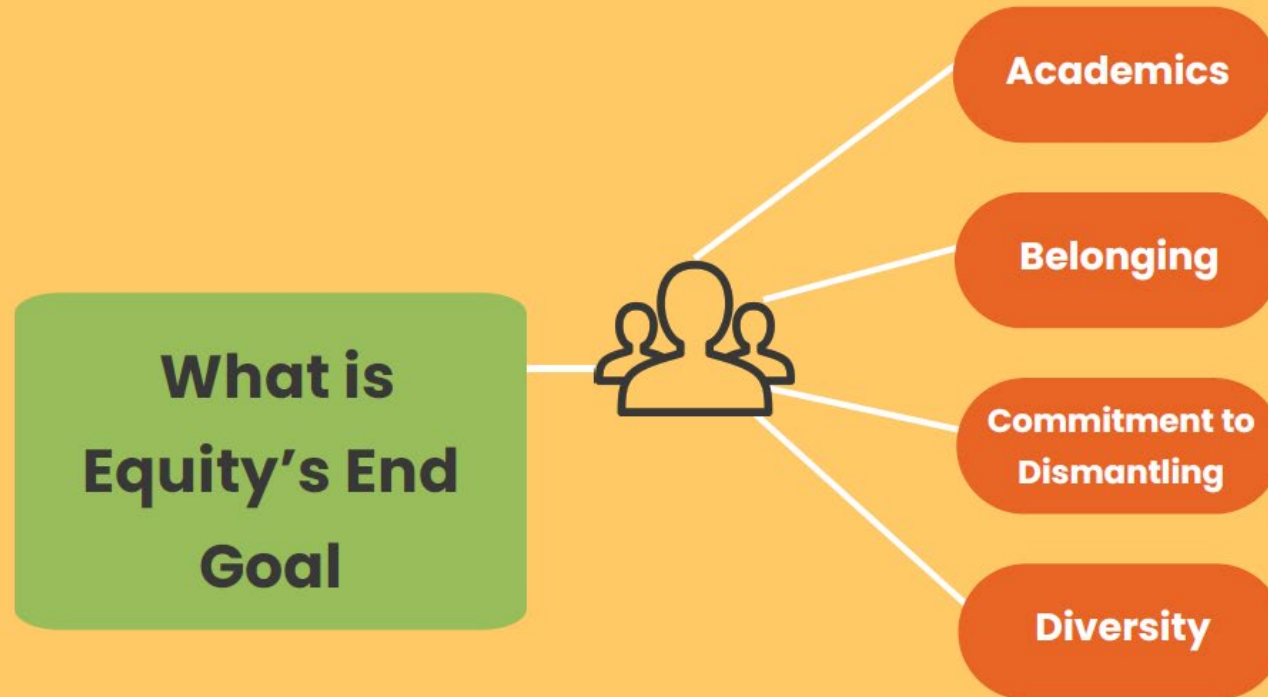 What is
Equity’s End
Goal
Academics
Belonging
Commitment to
Dismantling
Diversity